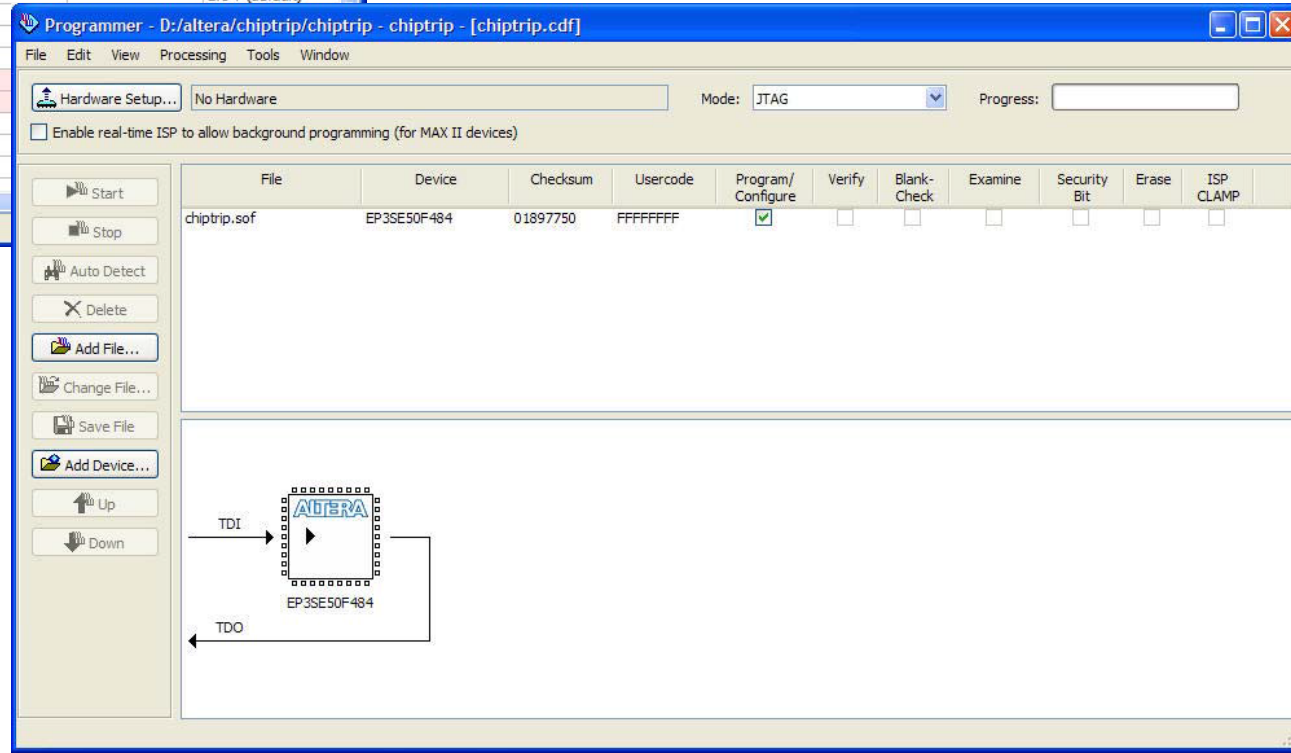 Programmer - D:/altera/chiptrip/chiptrip - chiptrip - [chiptrip.cdf]
File Edit View Processing Tools Window
Hardware Setup... No Hardware Mode: JTAG Progress:
Enable real-time ISP to allow background programming (for MAX II devices)
File Device Checksum Usercode Program/ Configure Verify Blank- Check Examine Security Bit Erase ISP CLAMP
chiptrip.sof EP3SE50F484 01897750 FFFFFFFF
Start
Stop
Auto Detect
Delete
Add File...
Change File...
Save File
Add Device...
Up
Down
ALTERA
TDI
EP3SE50F484
TDO